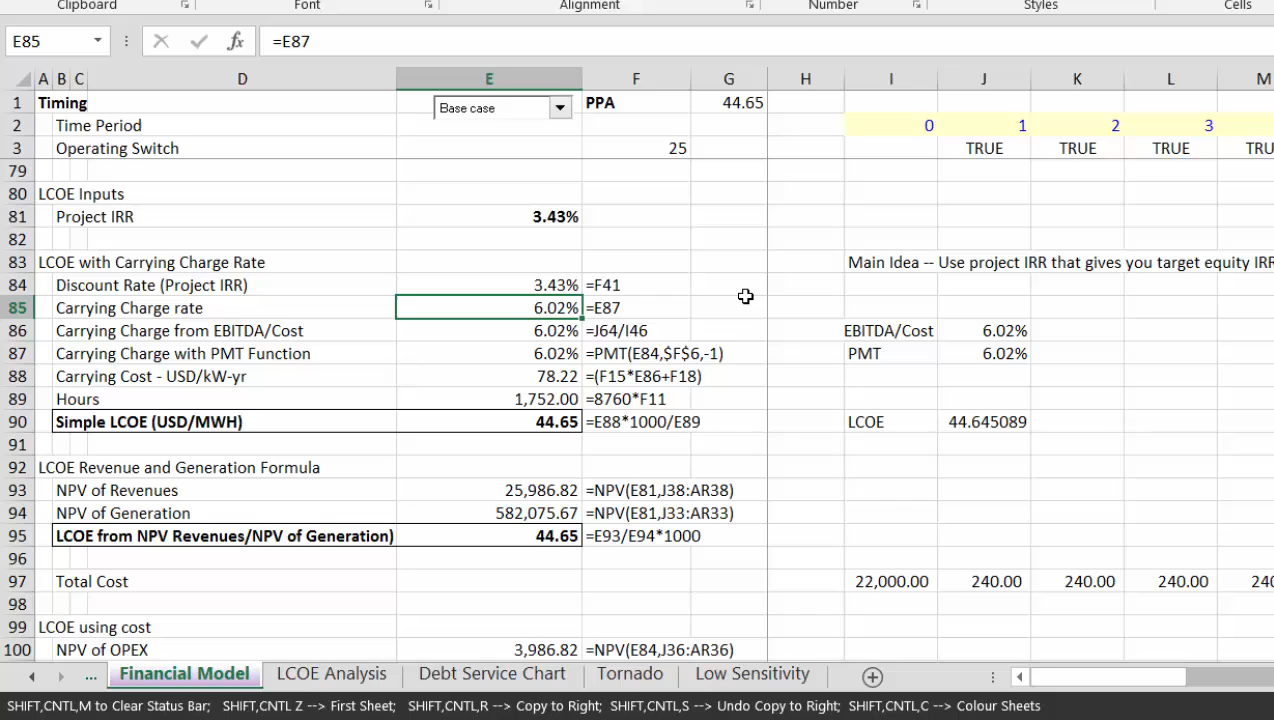 Clipboard Font Alignment Number Styles Cells
E85 fx =E87
A B C D E F G H I J K L M
1 Timing Base case PPA 44.65
2 Time Period 0 1 2 3
3 Operating Switch 25 TRUE TRUE TRUE TRU
79
80 LCOE Inputs
81 Project IRR 3.43%
82
83 LCOE with Carrying Charge Rate Main Idea -- Use project IRR that gives you target equity IRR
84 Discount Rate (Project IRR) 3.43% =F41
85 Carrying Charge rate 6.02% =E87
86 Carrying Charge from EBITDA/Cost 6.02% =J64/I46 EBITDA/Cost 6.02%
87 Carrying Charge with PMT Function 6.02% =PMT(E84,$F$6,-1) PMT 6.02%
88 Carrying Cost - USD/kW-yr 78.22 =(F15*E86+F18)
89 Hours 1,752.00 =8760*F11
90 Simple LCOE (USD/MWH) 44.65 =E88*1000/E89 LCOE 44.645089
91
92 LCOE Revenue and Generation Formula
93 NPV of Revenues 25,986.82 =NPV(E81,J38:AR38)
94 NPV of Generation 582,075.67 =NPV(E81,J33:AR33)
95 LCOE from NPV Revenues/NPV of Generation) 44.65 =E93/E94*1000
96
97 Total Cost 22,000.00 240.00 240.00 240.00 240
98
99 LCOE using cost
100 NPV of OPEX 3,986.82 =NPV(E84,J36:AR36)
... Financial Model LCOE Analysis Debt Service Chart Tornado Low Sensitivity
SHIFT,CNTL,M to Clear Status Bar; SHIFT,CNTL Z --> First Sheet; SHIFT,CNTL,R --> Copy to Right; SHIFT,CNTL,S --> Undo Copy to Right; SHIFT,CNTL,C --> Colour Sheets